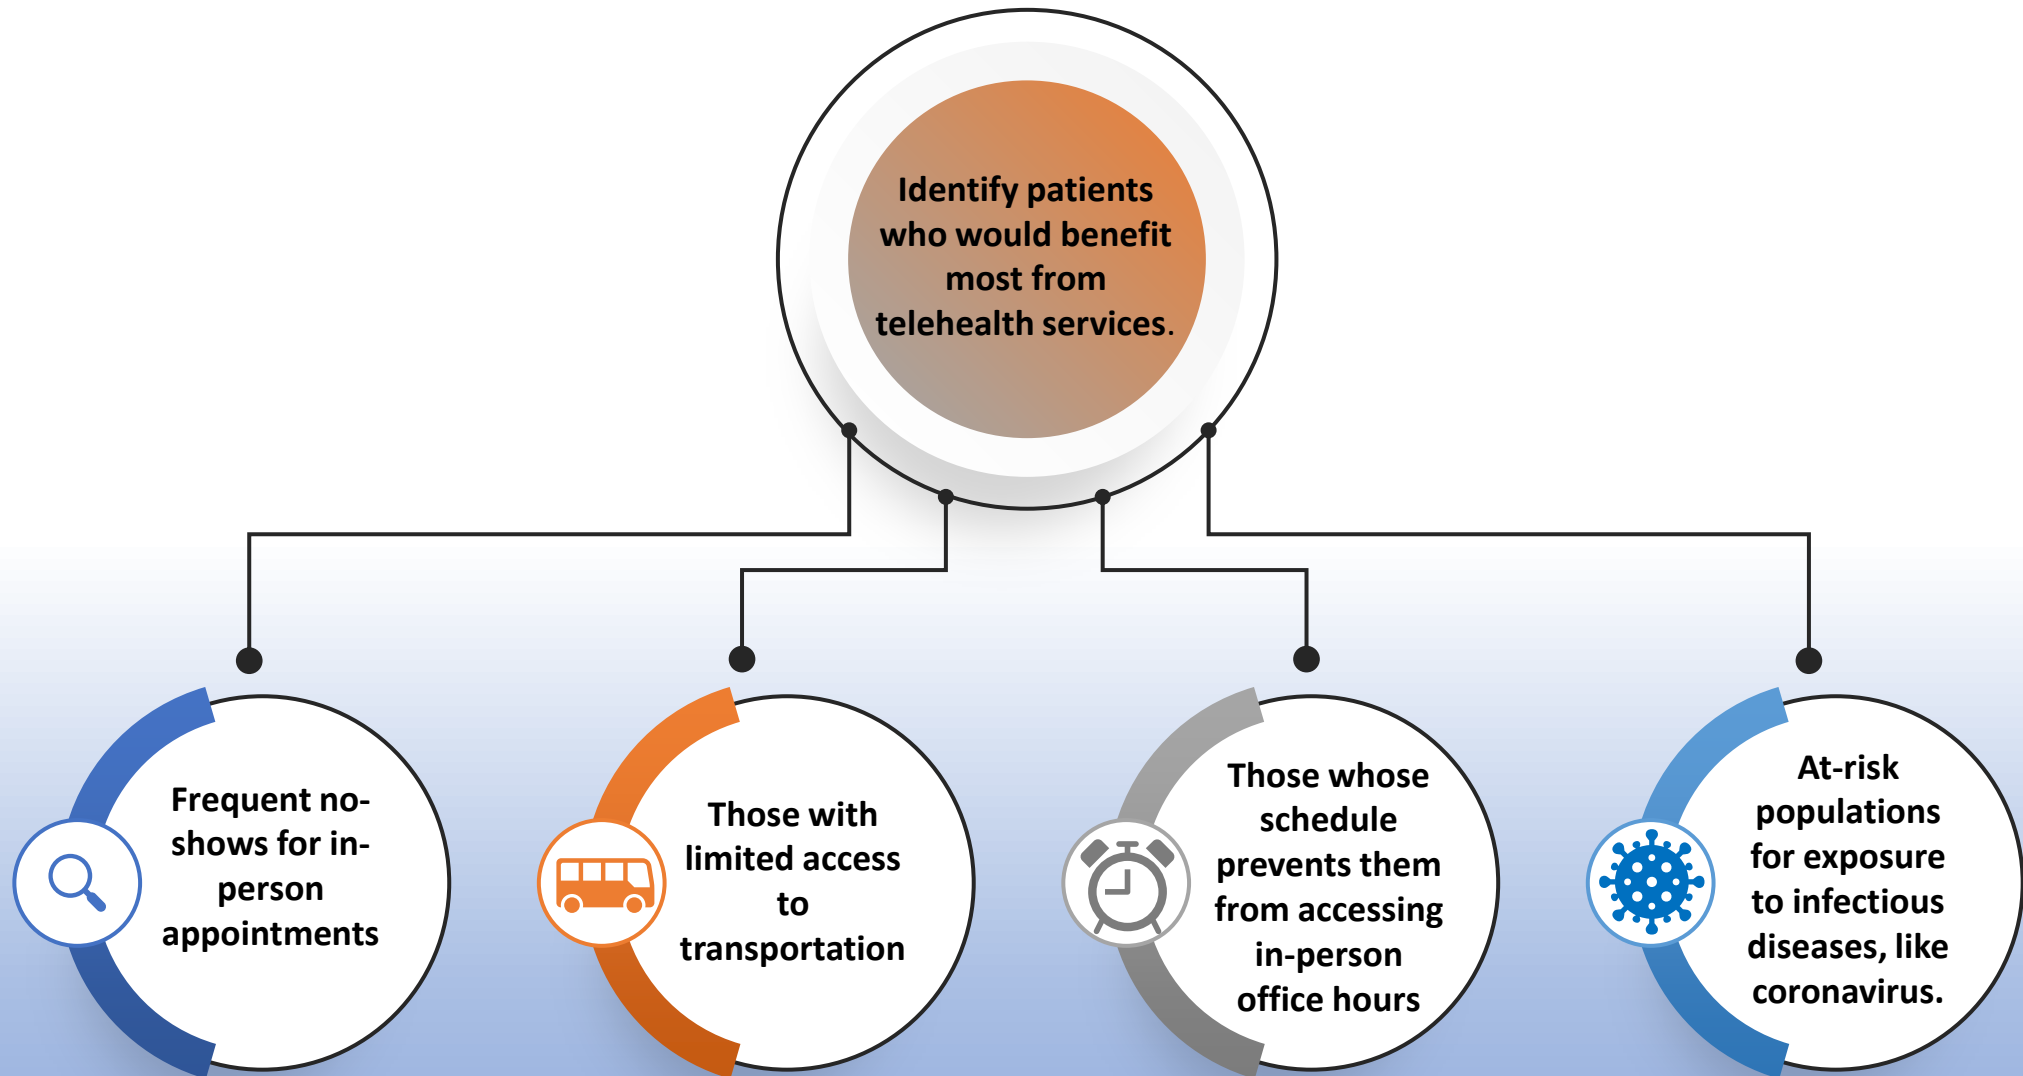 Identify patients
who would benefit
most from
telehealth services.
Frequent no-
shows for in-
person
appointments
Those with
limited access
to
transportation
Those whose
schedule
prevents them
from accessing
in-person
office hours
At-risk
populations
for exposure
to infectious
diseases, like
coronavirus.